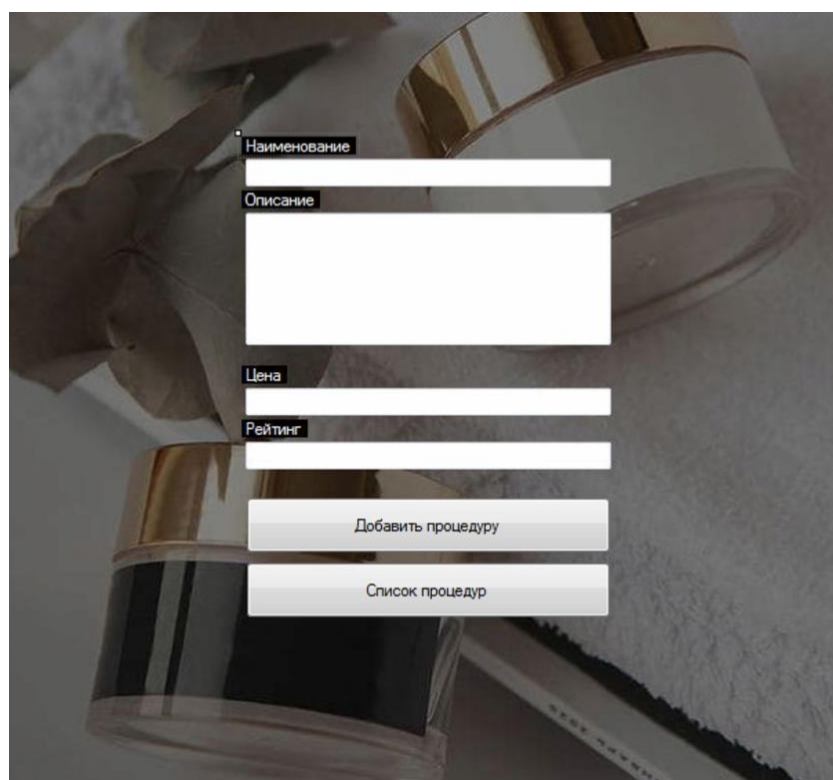 Наименование
Описание
Цена
Рейтинг
Добавить процедуру
Список процедур